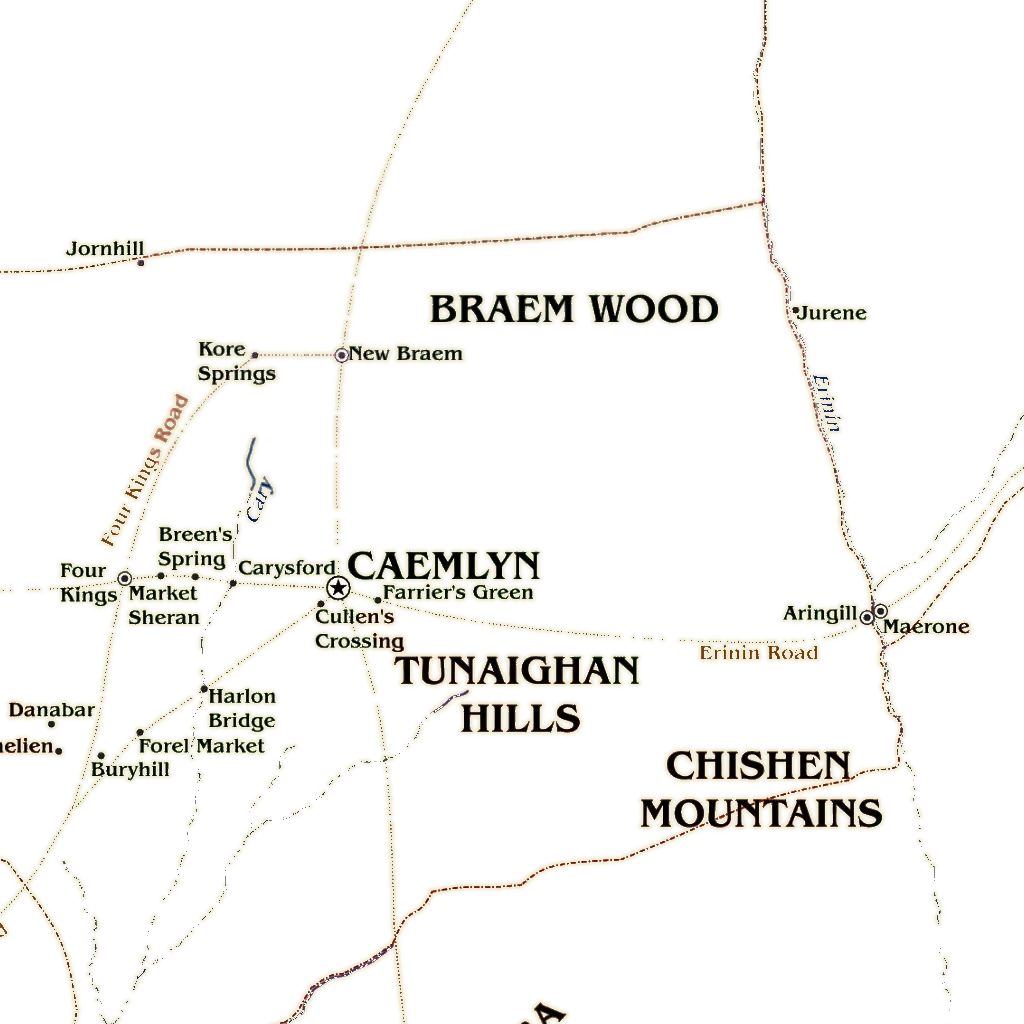 Jornhill
BRAEM WOOD
Jurene
Kore
Springs
New Braem
Erinin
Four Kings Road
Cary
Breen's
Spring
Carysford
CAEMLYN
Four
Kings
Market
Sheran
Farrier's Green
Cullen's
Crossing
Aringill
Maerone
Erinin Road
TUNAIGHAN
HILLS
Harlon
Bridge
Danabar
Forel Market
Buryhill
CHISHEN
MOUNTAINS